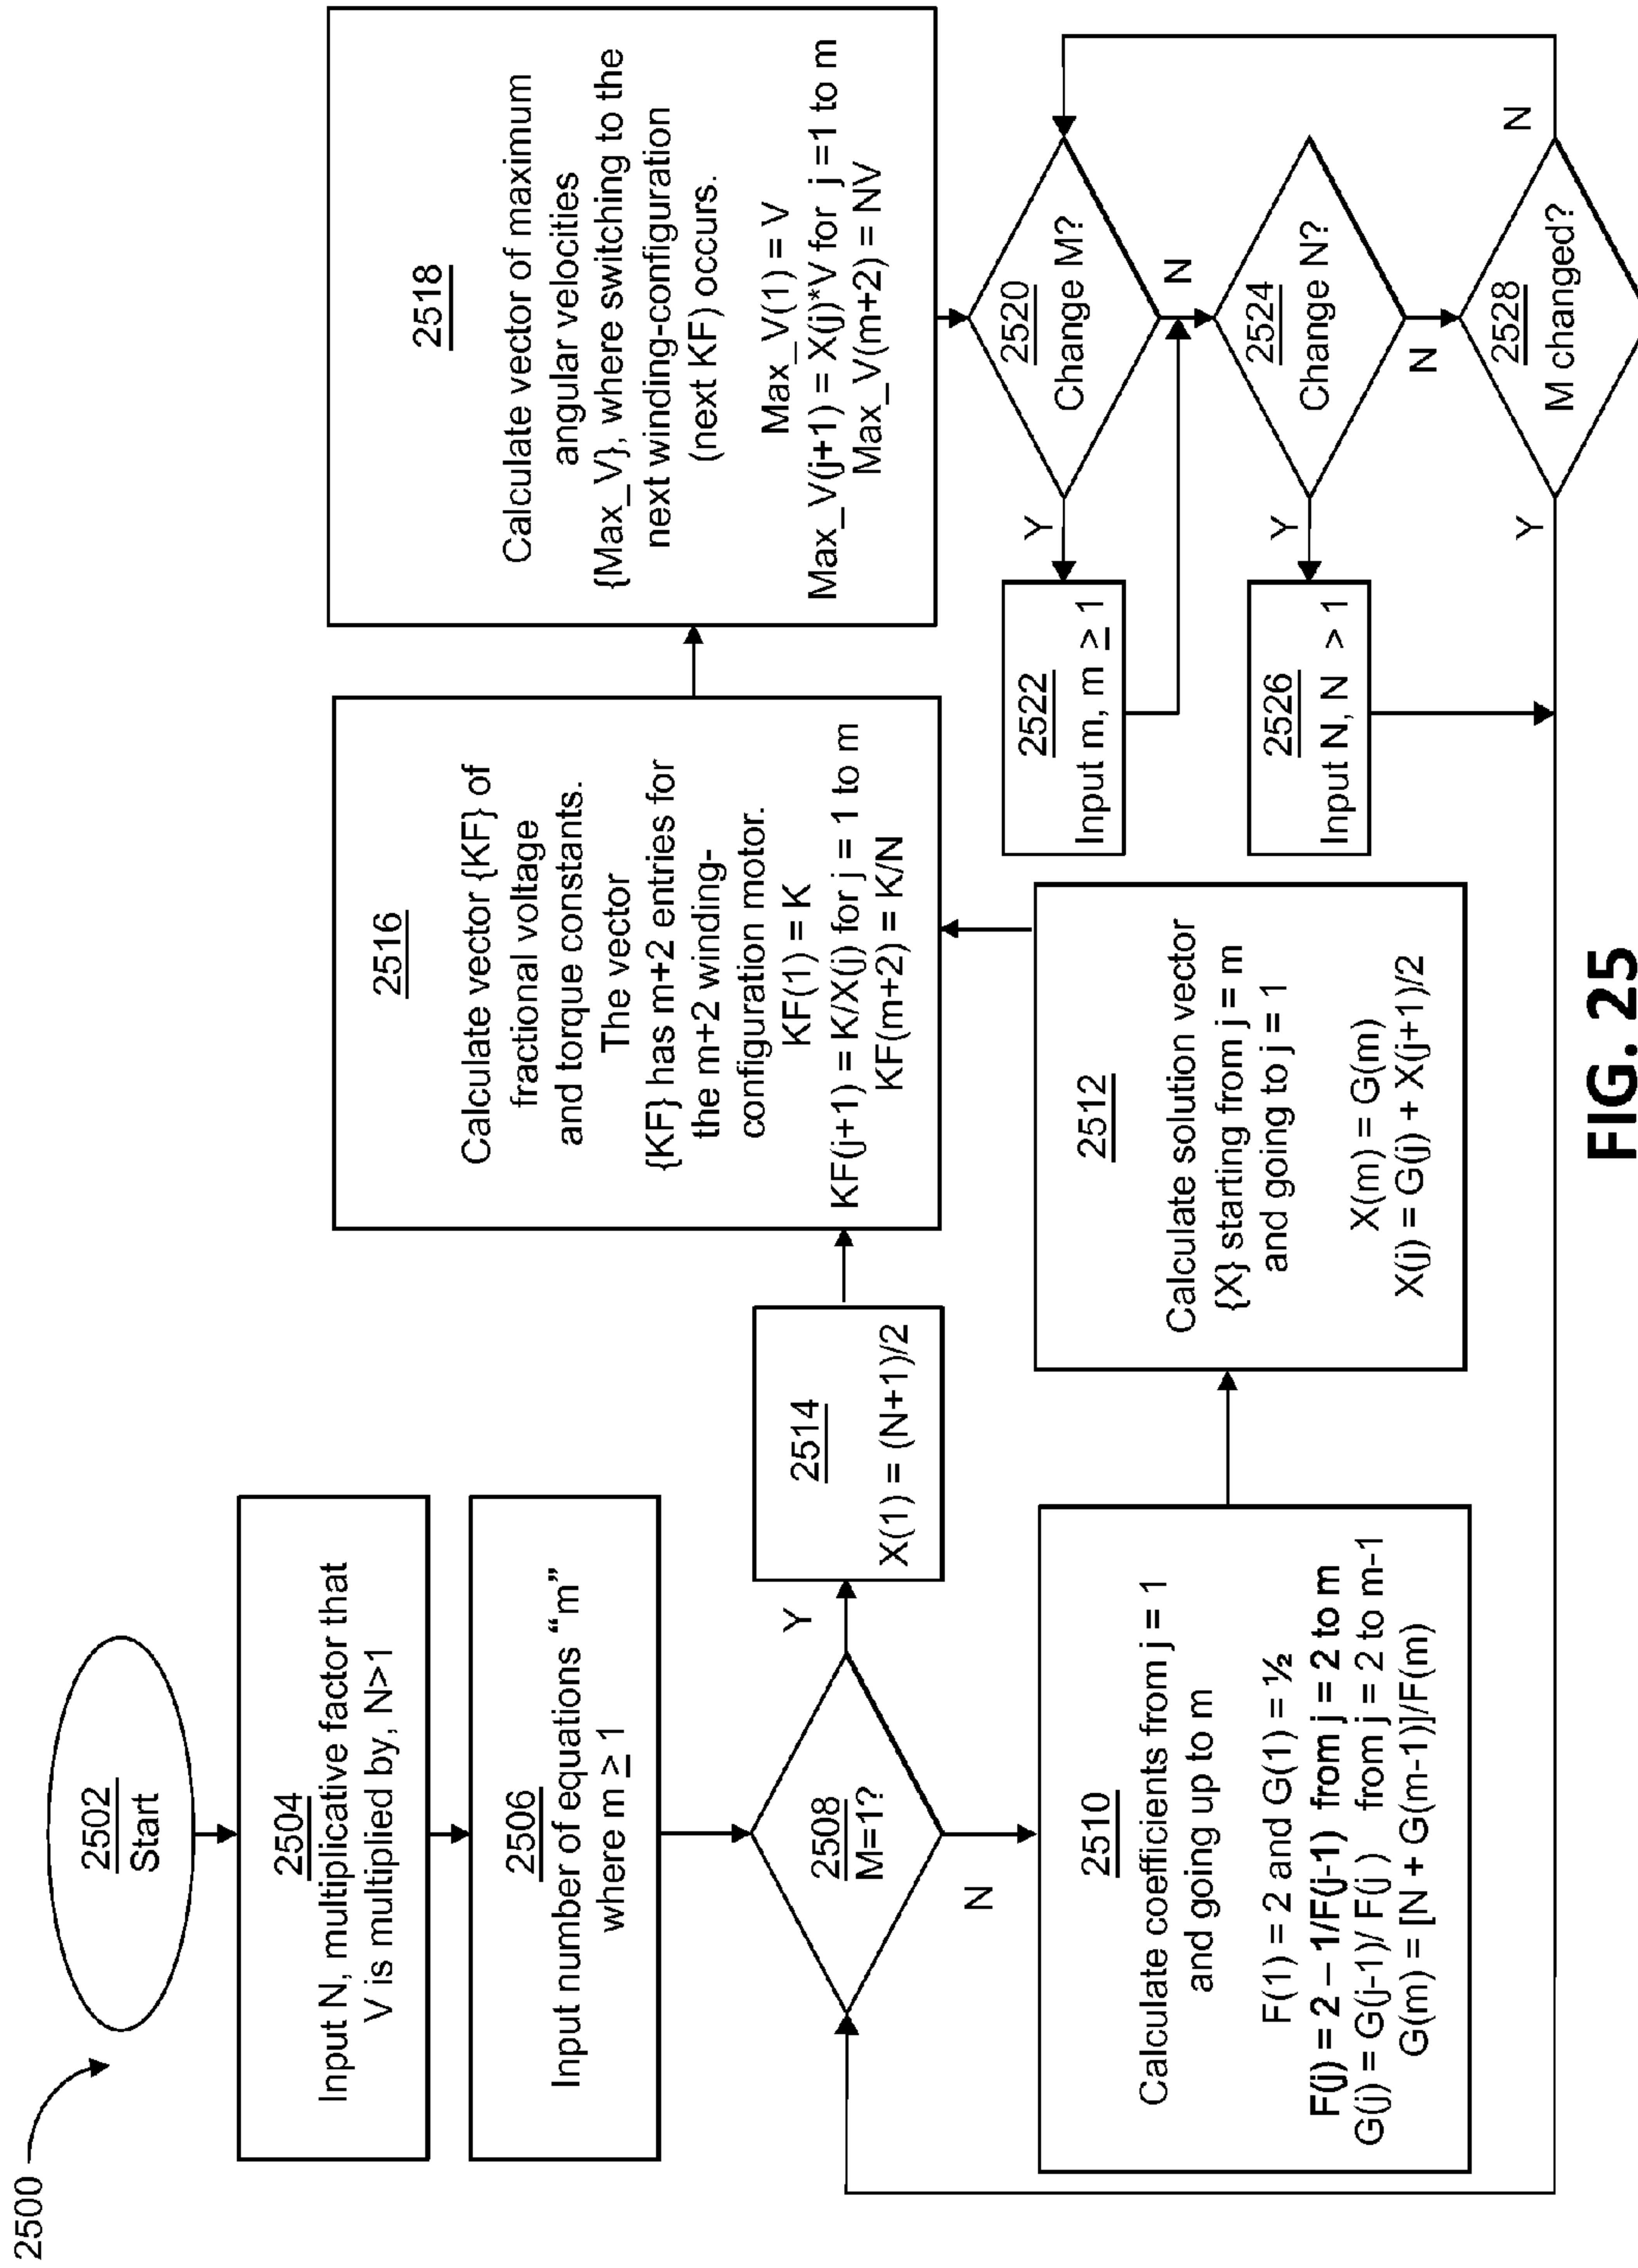 2500
2502
Start
2504
Input N, multiplicative factor that
V is multiplied by, N>1
2506
Input number of equations “m”
where m ≥ 1
2508
M=1?
Y
N
2510
Calculate coefficients from j = 1
and going up to m
F(1) = 2 and G(1) = ½
F(j) = 2 – 1/F(j-1) from j = 2 to m
G(j) = G(j-1)/ F(j ) from j = 2 to m-1
G(m) = [N + G(m-1)]/F(m)
2514
X(1) = (N+1)/2
2512
Calculate solution vector
{X} starting from j = m
and going to j = 1
X(m) = G(m)
X(j) = G(j) + X(j+1)/2
2516
Calculate vector {KF} of
fractional voltage
and torque constants.
The vector
{KF} has m+2 entries for
the m+2 winding-
configuration motor.
KF(1) = K
KF(j+1) = K/X(j) for j = 1 to m
KF(m+2) = K/N
2518
Calculate vector of maximum
angular velocities
{Max_V}, where switching to the
next winding-configuration
(next KF) occurs.
Max_V(1) = V
Max_V(j+1) = X(j)*V for j =1 to m
Max_V(m+2) = NV
2520
Change M?
Y
N
2522
Input m, m ≥ 1
2524
Change N?
Y
N
2526
Input N, N > 1
2528
M changed?
Y
N
FIG. 25